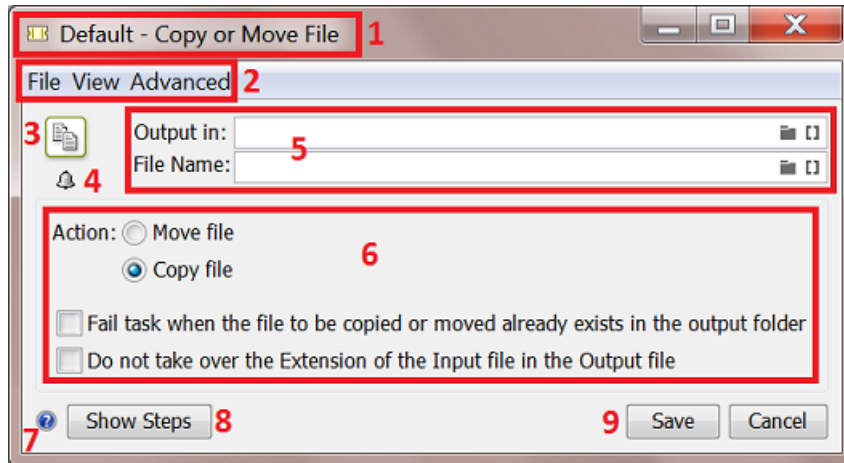 Default - Copy or Move File 1
File View Advanced 2
3 Output in: 5
4 File Name:
Action: Move file
6
Copy file
Fail task when the file to be copied or moved already exists in the output folder
Do not take over the Extension of the Input file in the Output file
7 Show Steps 8 9 Save Cancel